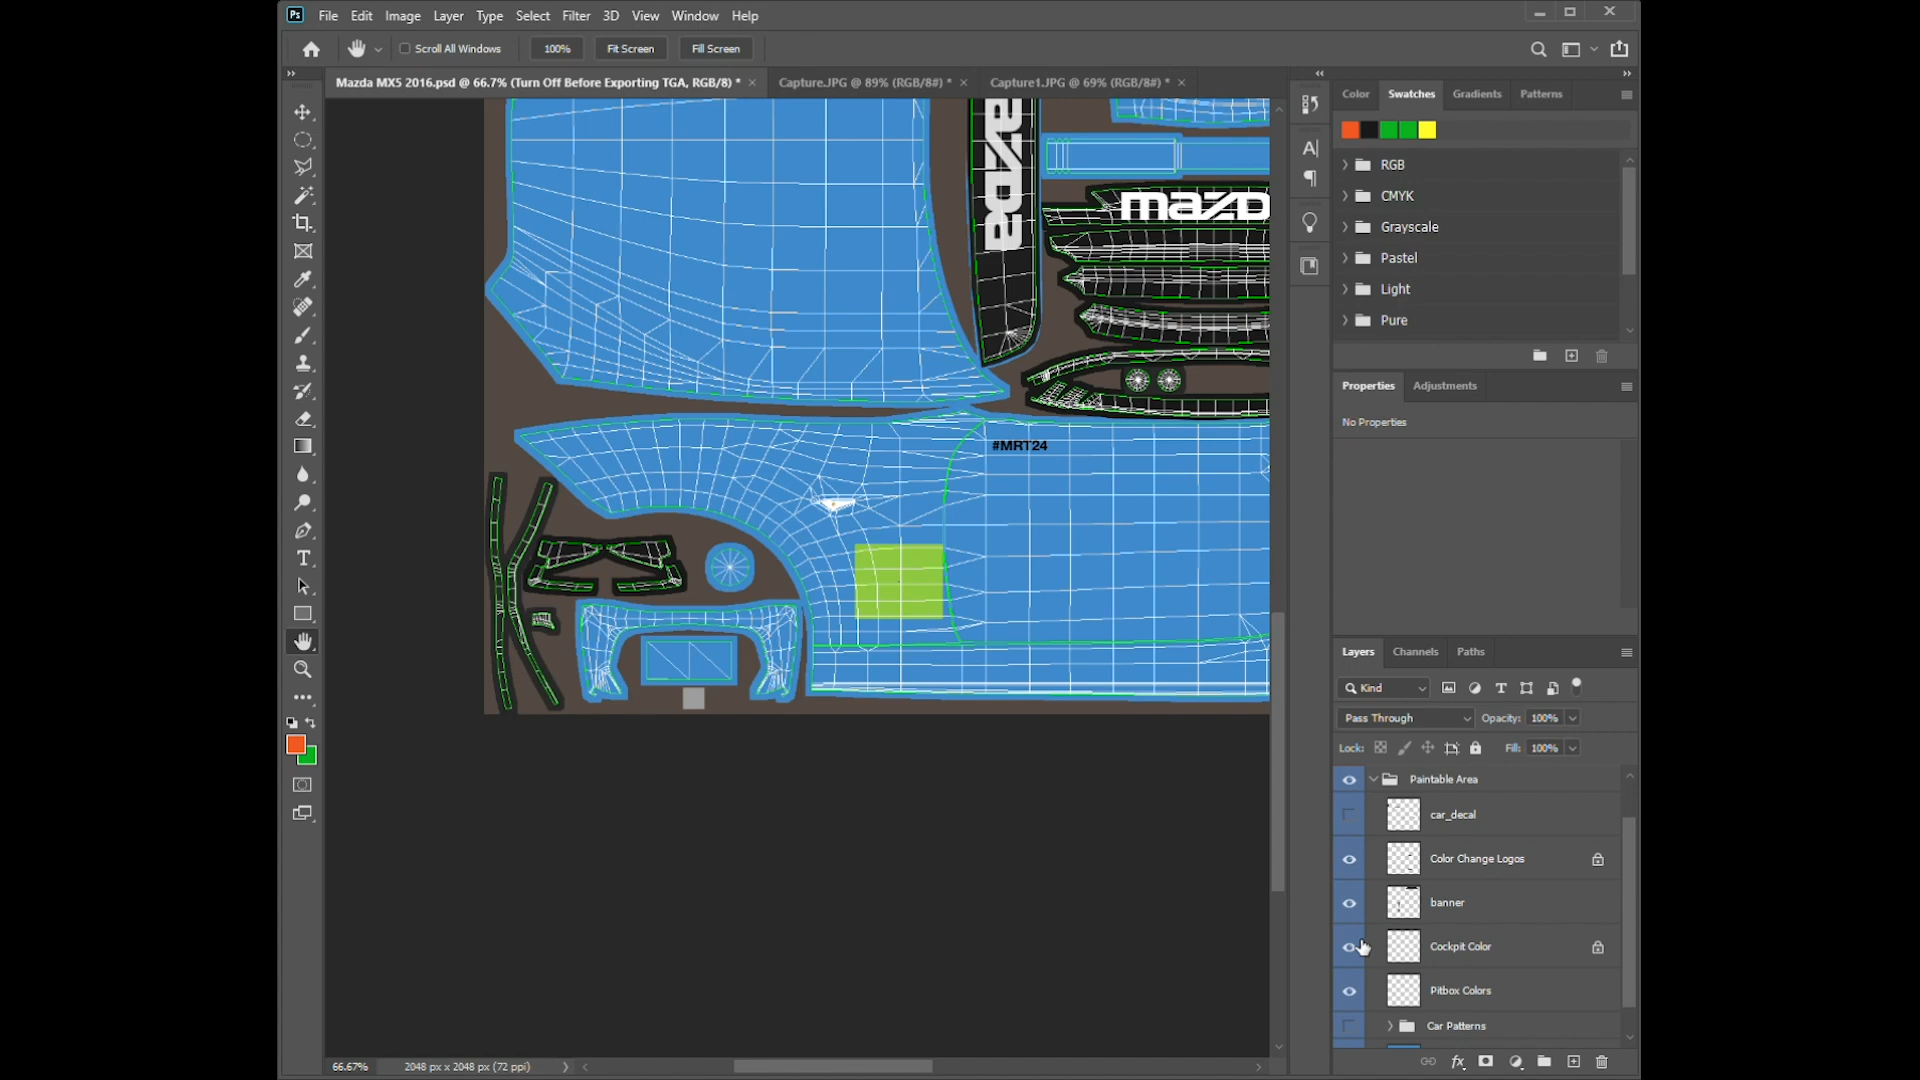 Ps File Edit Image Layer Type Select Filter 3D View Window Help
Scroll All Windows 100% Fit Screen Fill Screen
Mazda MX5 2016.psd @ 66.7% (Turn Off Before Exporting TGA, RGB/8) * Capture.JPG @ 89% (RGB/8#) * Capture1.JPG @ 69% (RGB/8#) *
Color Swatches Gradients Patterns
RGB
CMYK
Grayscale
Pastel
Light
Pure
mazda
mazd
#MRT24
Properties Adjustments
No Properties
Layers Channels Paths
Kind
Pass Through Opacity: 100%
Lock: Fill: 100%
Paintable Area
car_decal
Color Change Logos
banner
Cockpit Color
Pitbox Colors
Car Patterns
66.67% 2048 px x 2048 px (72 ppi)